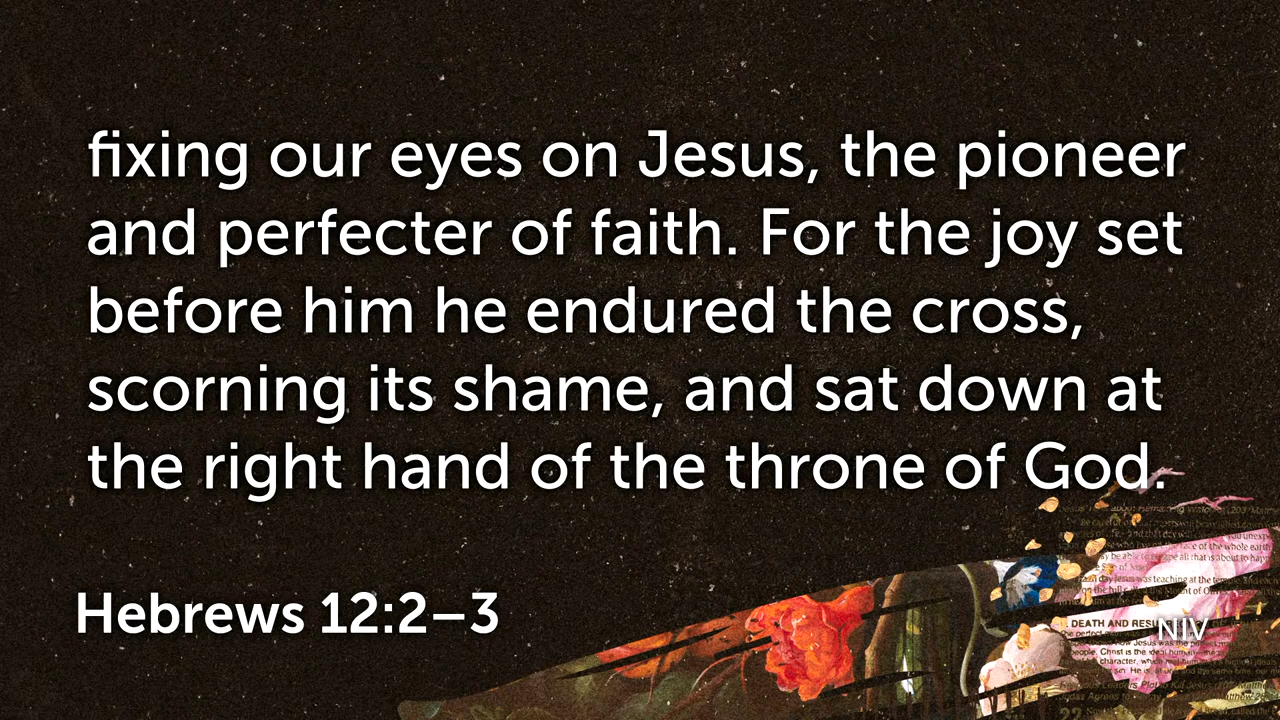 fixing our eyes on Jesus, the pioneer
and perfecter of faith. For the joy set
before him he endured the cross,
scorning its shame, and sat down at
the right hand of the throne of God.
Hebrews 12:2–3
NIV
DEATH AND